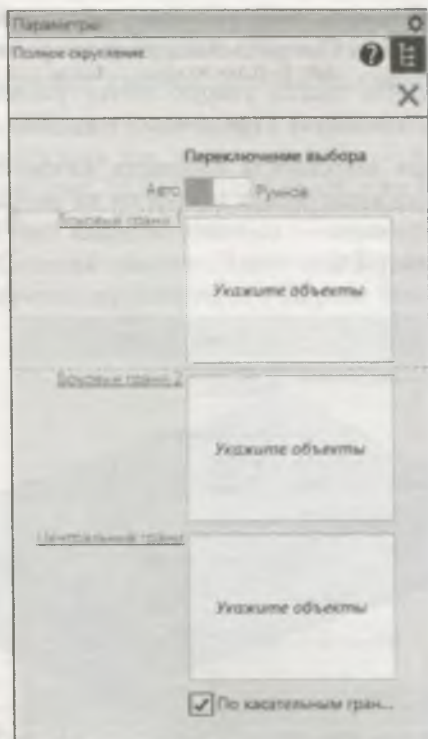 Параметры
Полное скругление
Переключение выбора
Авто Ручное
Боковые грани 1
Укажите объекты
Боковые грани 2
Укажите объекты
Центральные грани
Укажите объекты
По касательным гран...